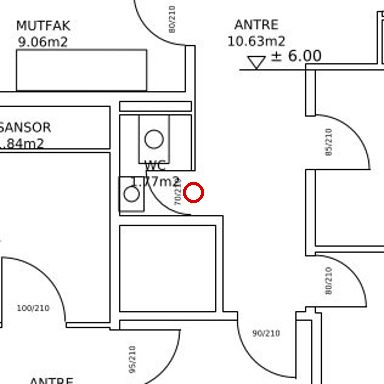 80/210
MUTFAK
9.06m2
ANTRE
10.63m2
± 6.00
SANSOR
1.84m2
85/210
WC
1.77m2
70/210
80/210
100/210
90/210
95/210
ANTRE